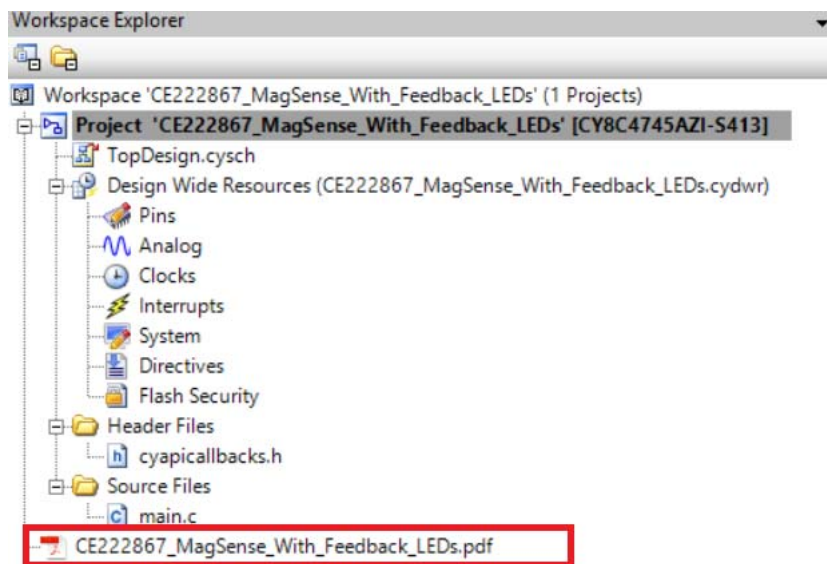 Workspace Explorer
Workspace 'CE222867_MagSense_With_Feedback_LEDs' (1 Projects)
Project 'CE222867_MagSense_With_Feedback_LEDs' [CY8C4745AZI-S413]
TopDesign.cysch
Design Wide Resources (CE222867_MagSense_With_Feedback_LEDs.cydwr)
Pins
Analog
Clocks
Interrupts
System
Directives
Flash Security
Header Files
cyapicallbacks.h
Source Files
main.c
CE222867_MagSense_With_Feedback_LEDs.pdf